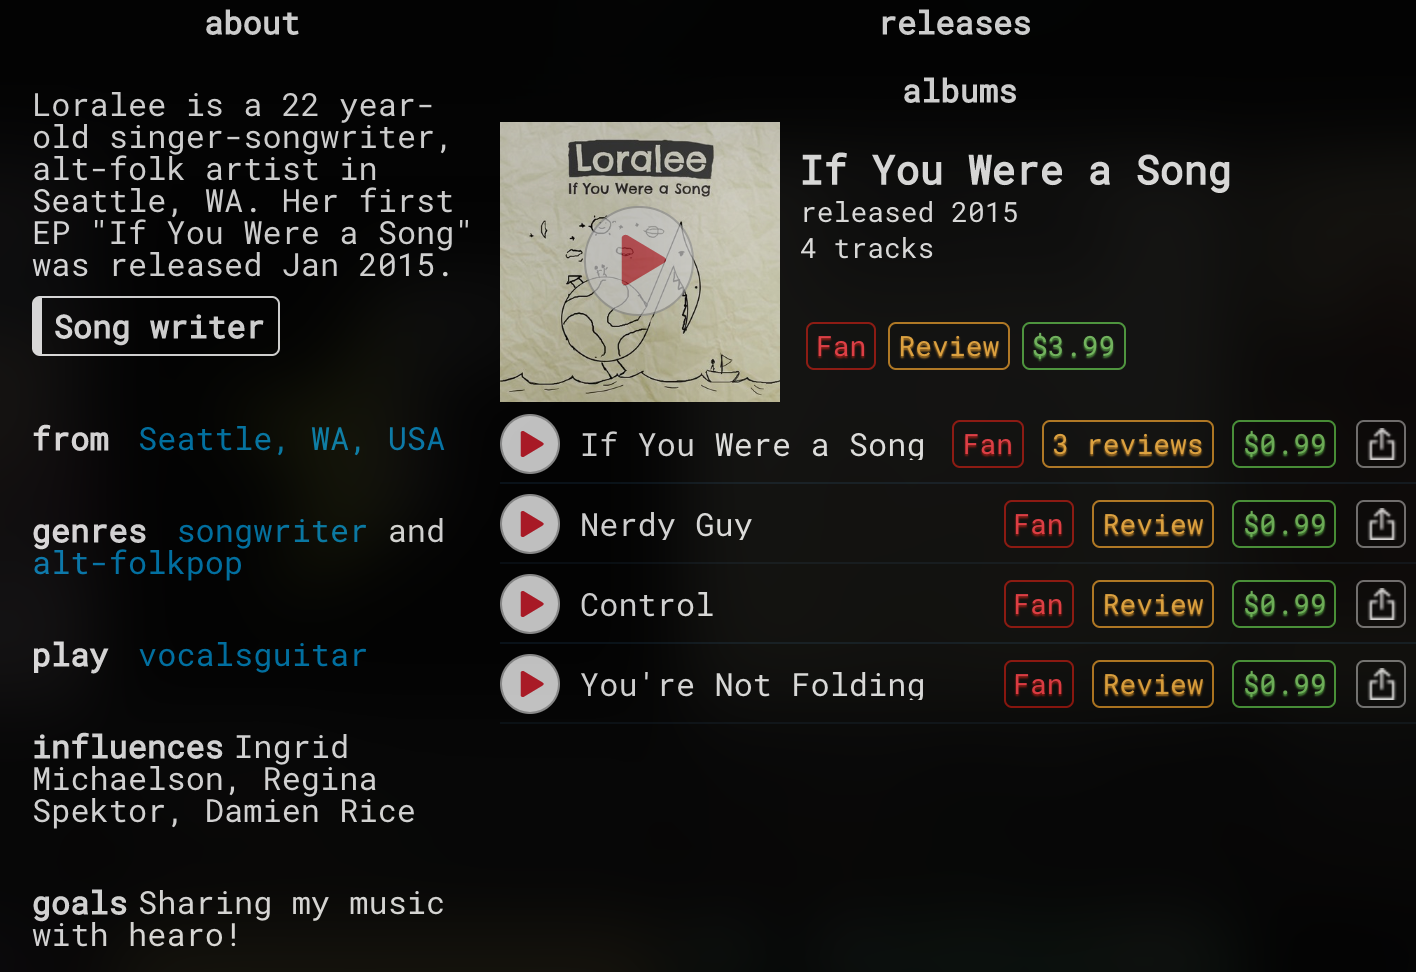 about
Loralee is a 22 year-
old singer-songwriter,
alt-folk artist in
Seattle, WA. Her first
EP "If You Were a Song"
was released Jan 2015.
Song writer
from Seattle, WA, USA
genres songwriter and
alt-folkpop
play vocalsguitar
influences Ingrid
Michaelson, Regina
Spektor, Damien Rice
goals Sharing my music
with hearo!
releases
albums
Loralee
If You Were a Song
If You Were a Song
released 2015
4 tracks
Fan Review $3.99
If You Were a Song Fan 3 reviews $0.99
Nerdy Guy Fan Review $0.99
Control Fan Review $0.99
You're Not Folding Fan Review $0.99